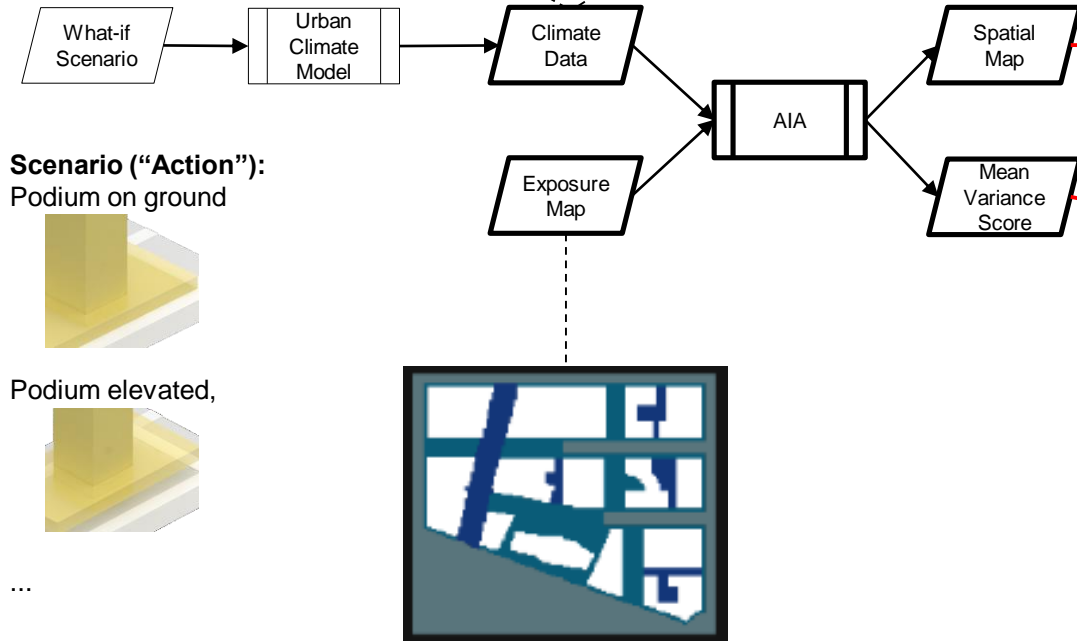 What-if
Scenario
Urban
Climate
Model
Climate
Data
Spatial
Map
AIA
Exposure
Map
Mean
Variance
Score
Scenario (“Action”):
Podium on ground
Podium elevated,
...